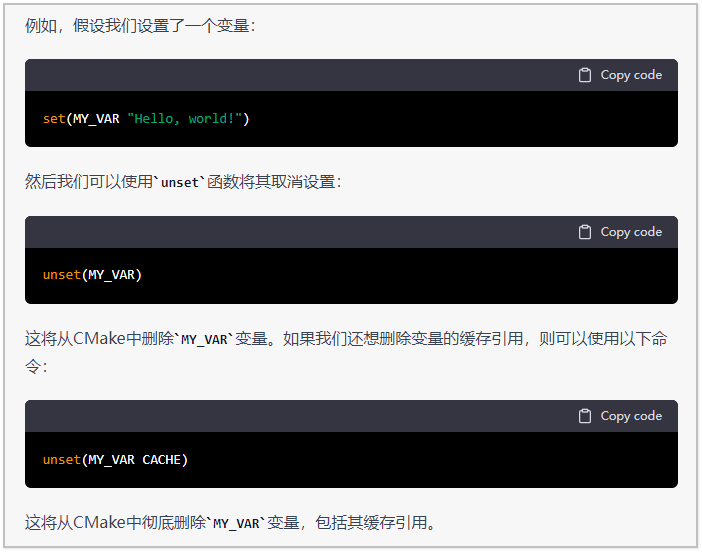 例如，假设我们设置了一个变量：
Copy code
set(MY_VAR "Hello, world!")
然后我们可以使用`unset`函数将其取消设置：
Copy code
unset(MY_VAR)
这将从CMake中删除`MY_VAR`变量。如果我们还想删除变量的缓存引用，则可以使用以下命
令：
Copy code
unset(MY_VAR CACHE)
这将从CMake中彻底删除`MY_VAR`变量，包括其缓存引用。